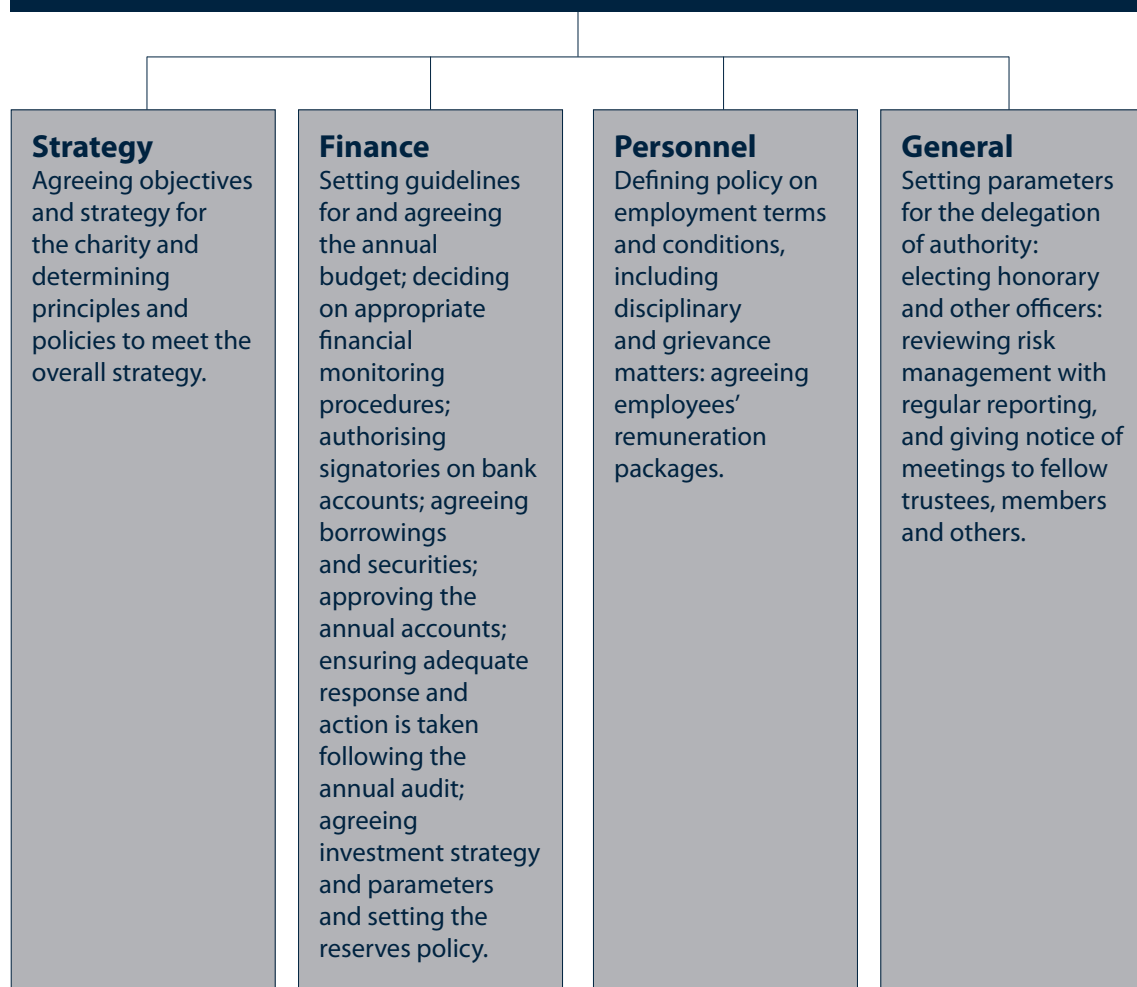 Strategy
Agreeing objectives
and strategy for
the charity and
determining
principles and
policies to meet the
overall strategy.
Finance
Setting guidelines
for and agreeing
the annual
budget; deciding
on appropriate
financial
monitoring
procedures;
authorising
signatories on bank
accounts; agreeing
borrowings
and securities;
approving the
annual accounts;
ensuring adequate
response and
action is taken
following the
annual audit;
agreeing
investment strategy
and parameters
and setting the
reserves policy.
Personnel
Defining policy on
employment terms
and conditions,
including
disciplinary
and grievance
matters: agreeing
employees’
remuneration
packages.
General
Setting parameters
for the delegation
of authority:
electing honorary
and other officers:
reviewing risk
management with
regular reporting,
and giving notice of
meetings to fellow
trustees, members
and others.